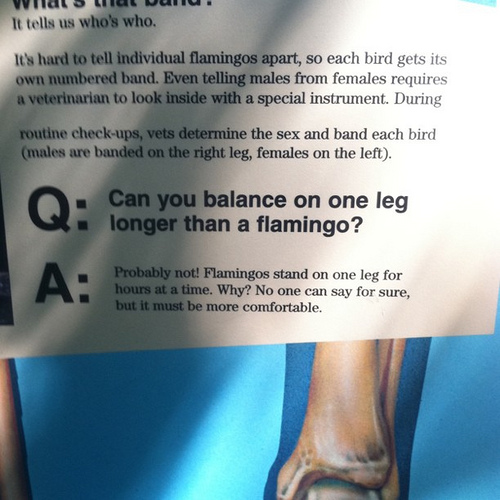 What's that band?
It tells us who's who.
It's hard to tell individual flamingos apart, so each bird gets its
own numbered band. Even telling males from females requires
a veterinarian to look inside with a special instrument. During
routine check-ups, vets determine the sex and band each bird
(males are banded on the right leg, females on the left).
Q: Can you balance on one leg
longer than a flamingo?
A: Probably not! Flamingos stand on one leg for
hours at a time. Why? No one can say for sure,
but it must be more comfortable.